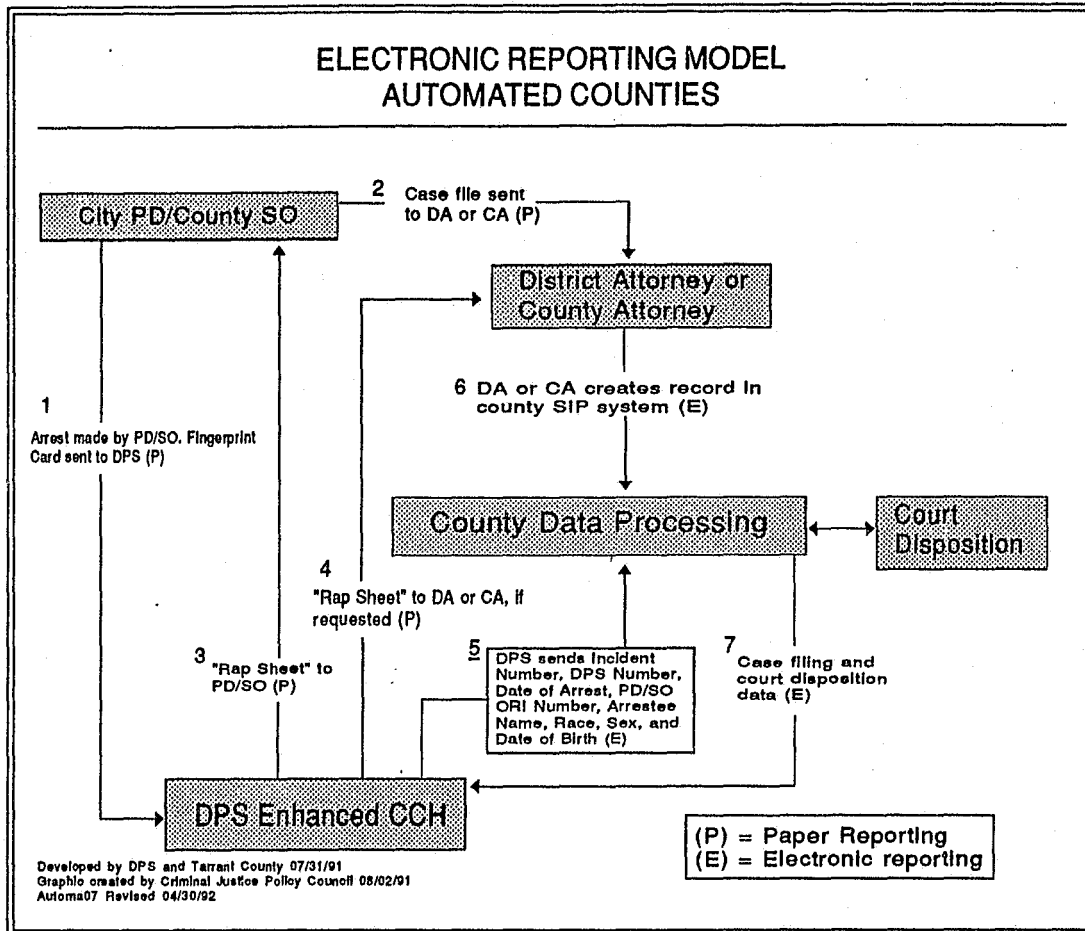 ELECTRONIC REPORTING MODEL
AUTOMATED COUNTIES
City PD/County SO
2
Case file sent
to DA or CA (P)
District Attorney or
County Attorney
1
Arrest made by PD/SO. Fingerprint
Card sent to DPS (P)
6 DA or CA creates record in
county SIP system (E)
County Data Processing
Court
Disposition
4
"Rap Sheet" to DA or CA, if
requested (P)
3
"Rap Sheet" to
PD/SO (P)
5
DPS sends Incident
Number, DPS Number,
Date of Arrest, PD/SO
ORI Number, Arrestee
Name, Race, Sex, and
Date of Birth (E)
7
Case filing and
court disposition
data (E)
DPS Enhanced CCH
(P) = Paper Reporting
(E) = Electronic reporting
Developed by DPS and Tarrant County 07/31/91
Graphic created by Criminal Justice Policy Council 08/02/91
Automa07 Revised 04/30/92